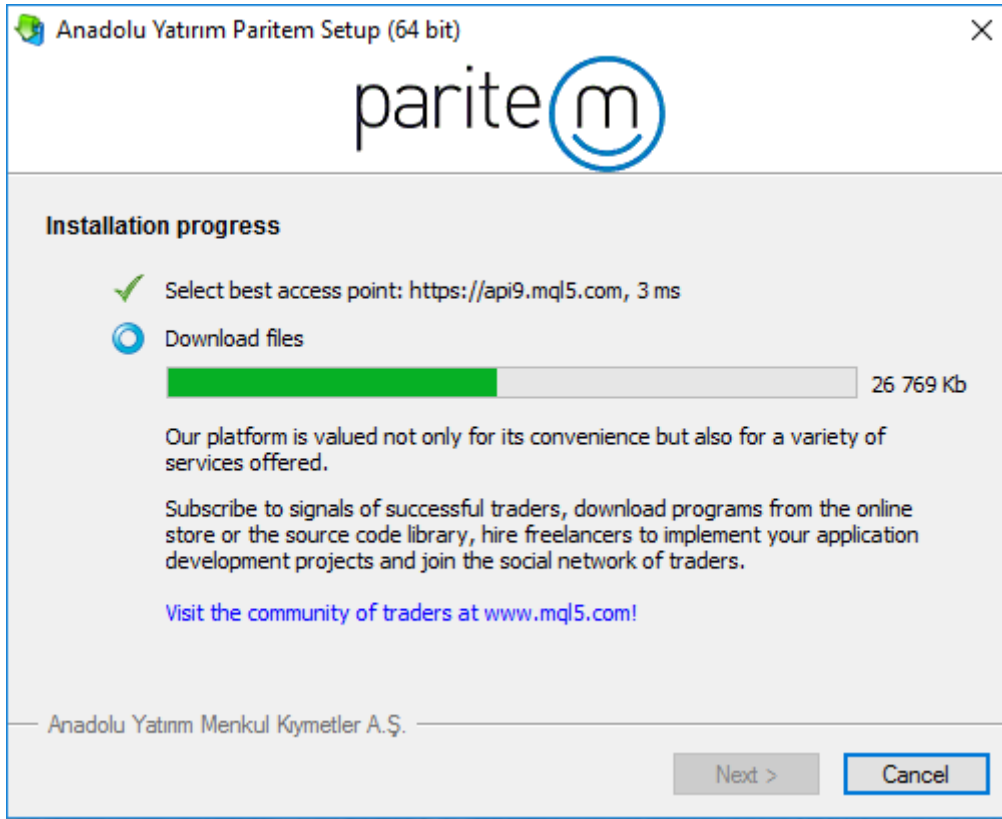 Anadolu Yatırım Paritem Setup (64 bit)
paritem
Installation progress
Select best access point: https://api9.mql5.com, 3 ms
Download files
26 769 Kb
Our platform is valued not only for its convenience but also for a variety of
services offered.
Subscribe to signals of successful traders, download programs from the online
store or the source code library, hire freelancers to implement your application
development projects and join the social network of traders.
Visit the community of traders at www.mql5.com!
Anadolu Yatırım Menkul Kıymetler A.Ş.
Next >
Cancel